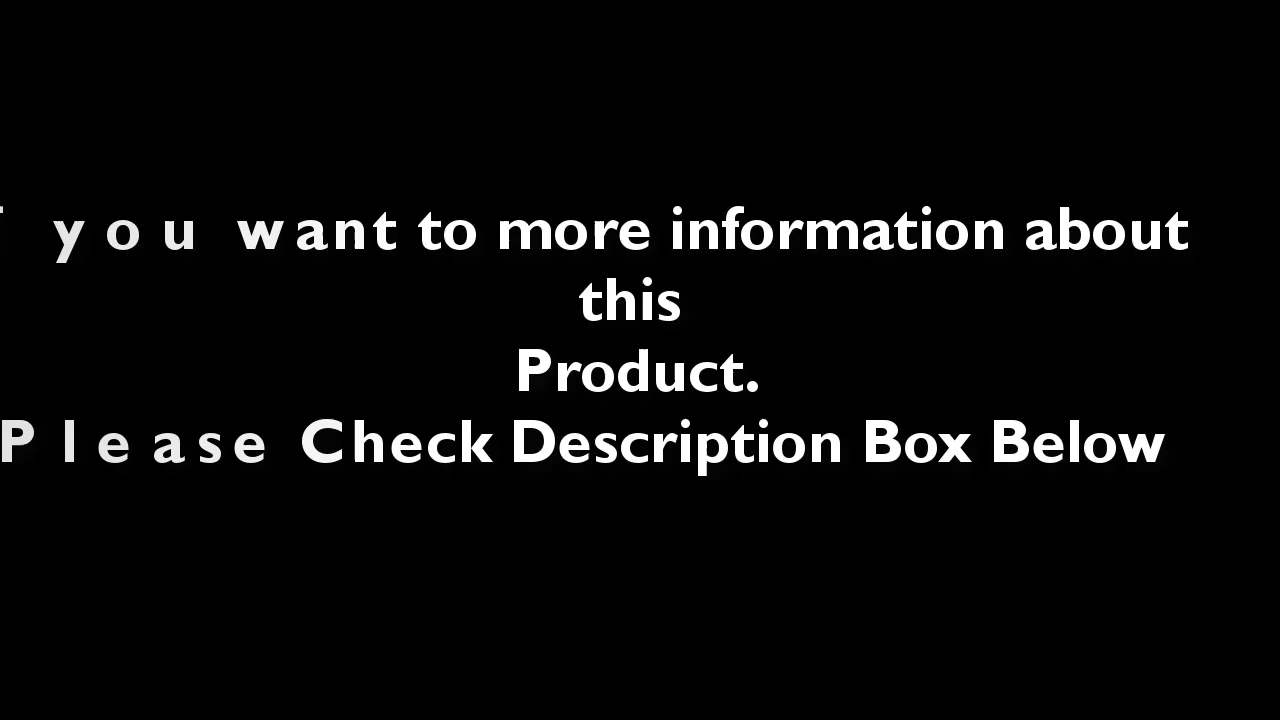 you want to more information about
this
Product.
Please Check Description Box Below